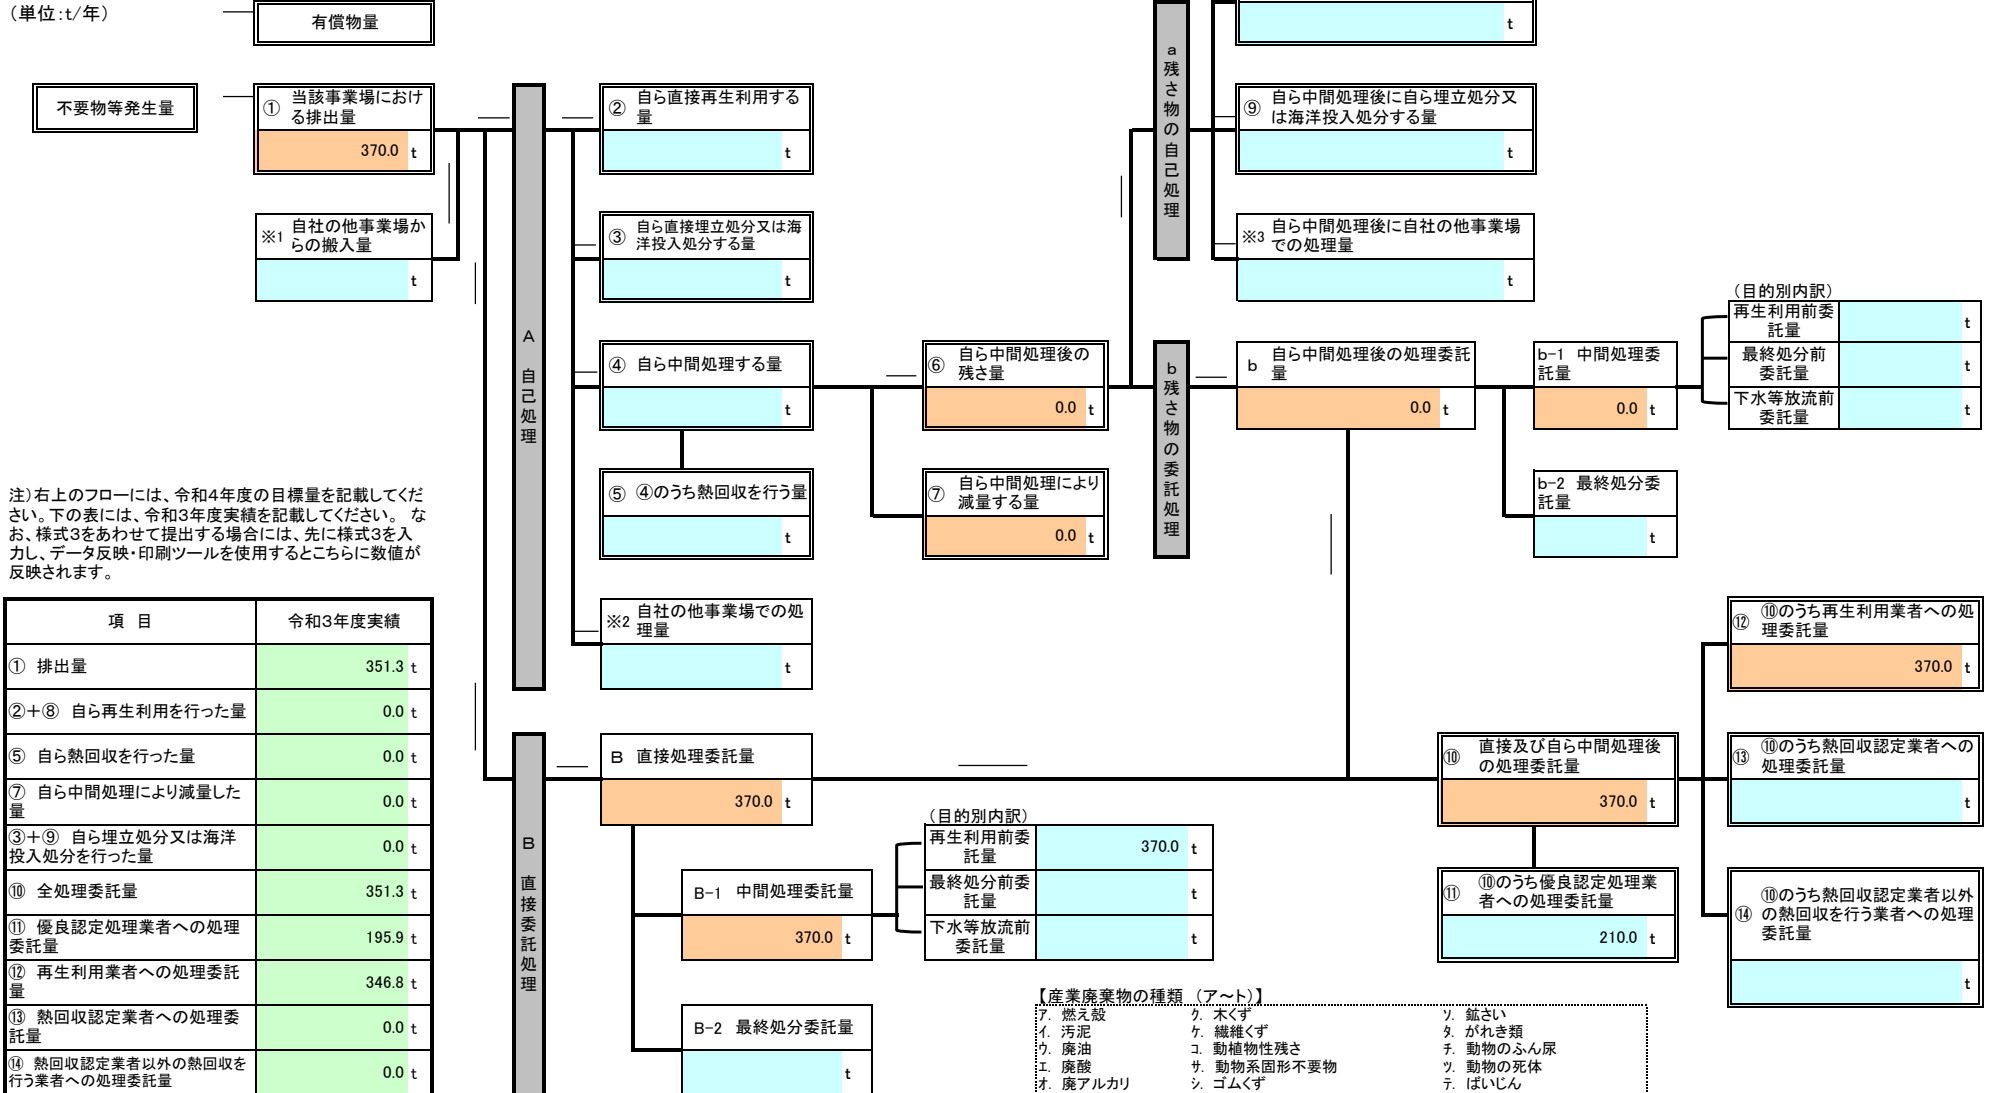 （単位：t/年）
有償物量
t
不要物等発生量
① 当該事業場におけ
る排出量
370.0 t
※1 自社の他事業場か
らの搬入量
t
A 自己処理
② 自ら直接再生利用する
量
t
③ 自ら直接埋立処分又は海
洋投入処分する量
t
④ 自ら中間処理する量
t
⑤ ④のうち熱回収を行う量
t
※2 自社の他事業場での処
理量
t
⑥ 自ら中間処理後の
残さ量
0.0 t
⑦ 自ら中間処理により
減量する量
0.0 t
a 残さ物の自己処理
⑨ 自ら中間処理後に自ら埋立処分又
は海洋投入処分する量
t
※3 自ら中間処理後に自社の他事業場
での処理量
t
b 残さ物の委託処理
b 自ら中間処理後の処理委託
量
0.0 t
b-1 中間処理委
託量
0.0 t
b-2 最終処分委
託量
t
（目的別内訳）
再生利用前委
託量
t
最終処分前
委託量
t
下水等放流前
委託量
t
注）右上のフローには、令和4年度の目標量を記載してくだ
さい。下の表には、令和3年度実績を記載してください。 な
お、様式3をあわせて提出する場合には、先に様式3を入
力し、データ反映・印刷ツールを使用するとこちらに数値が
反映されます。
項 目 令和3年度実績
① 排出量 351.3 t
②＋⑧ 自ら再生利用を行った量 0.0 t
⑤ 自ら熱回収を行った量 0.0 t
⑦ 自ら中間処理により減量した
量 0.0 t
③＋⑨ 自ら埋立処分又は海洋
投入処分を行った量 0.0 t
⑩ 全処理委託量 351.3 t
⑪ 優良認定処理業者への処理
委託量 195.9 t
⑫ 再生利用業者への処理委託
量 346.8 t
⑬ 熱回収認定業者への処理委
託量 0.0 t
⑭ 熱回収認定業者以外の熱回収を
行う業者への処理委託量 0.0 t
B 直接委託処理
B 直接処理委託量
370.0 t
B-1 中間処理委託量
370.0 t
B-2 最終処分委託量
t
（目的別内訳）
再生利用前委
託量
370.0 t
最終処分前委
託量
t
下水等放流前
委託量
t
⑩ 直接及び自ら中間処理後
の処理委託量
370.0 t
⑪ ⑩のうち優良認定処理業
者への処理委託量
210.0 t
⑫ ⑩のうち再生利用業者への処
理委託量
370.0 t
⑬ ⑩のうち熱回収認定業者への
処理委託量
t
⑭ ⑩のうち熱回収認定業者以外
の熱回収を行う業者への処理
委託量
t
【産業廃棄物の種類 （ア～ト）】
ア. 燃え殻 ク. 木くず ソ. 鉱さい
イ. 汚泥 ケ. 繊維くず タ. がれき類
ウ. 廃油 コ. 動植物性残さ チ. 動物のふん尿
エ. 廃酸 サ. 動物系固形不要物 ツ. 動物の死体
オ. 廃アルカリ シ. ゴムくず テ. ばいじん